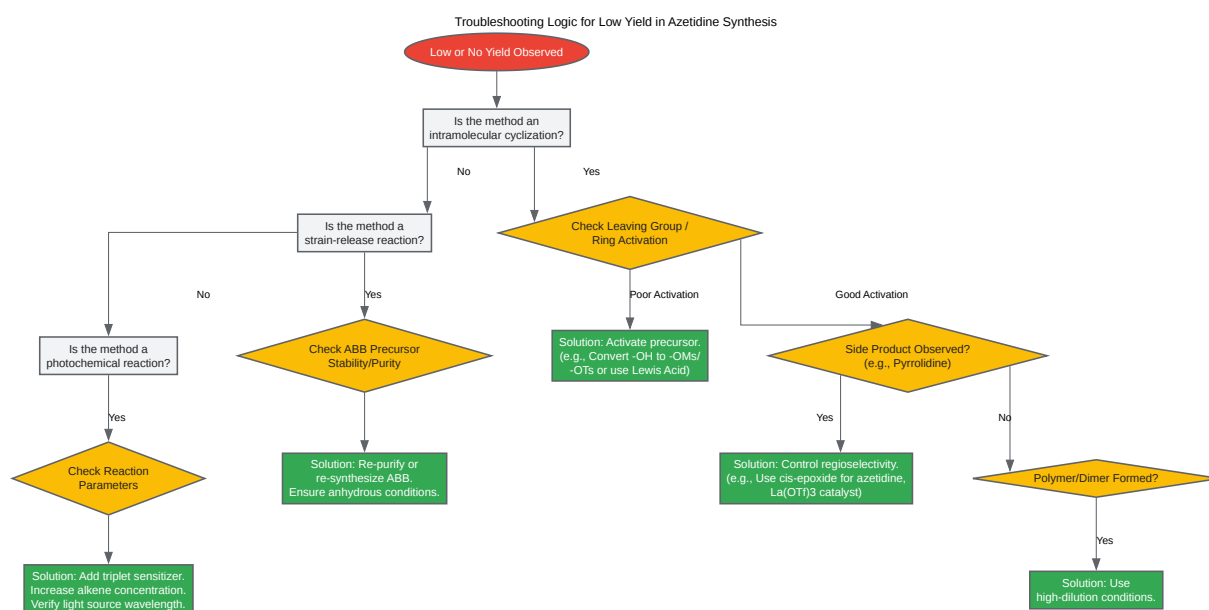 Troubleshooting Logic for Low Yield in Azetidine Synthesis
Low or No Yield Observed
Is the method an
intramolecular cyclization?
No
Yes
Is the method a
strain-release reaction?
Check Leaving Group /
Ring Activation
No
Yes
Poor Activation
Good Activation
Is the method a
photochemical reaction?
Check ABB Precursor
Stability/Purity
Solution: Activate precursor.
(e.g., Convert -OH to -OMs/
-OTs or use Lewis Acid)
Side Product Observed?
(e.g., Pyrrolidine)
Yes
Yes
No
Check Reaction
Parameters
Solution: Re-purify or
re-synthesize ABB.
Ensure anhydrous conditions.
Solution: Control regioselectivity.
(e.g., Use cis-epoxide for azetidine,
La(OTf)3 catalyst)
Polymer/Dimer Formed?
Yes
Solution: Add triplet sensitizer.
Increase alkene concentration.
Verify light source wavelength.
Solution: Use
high-dilution conditions.